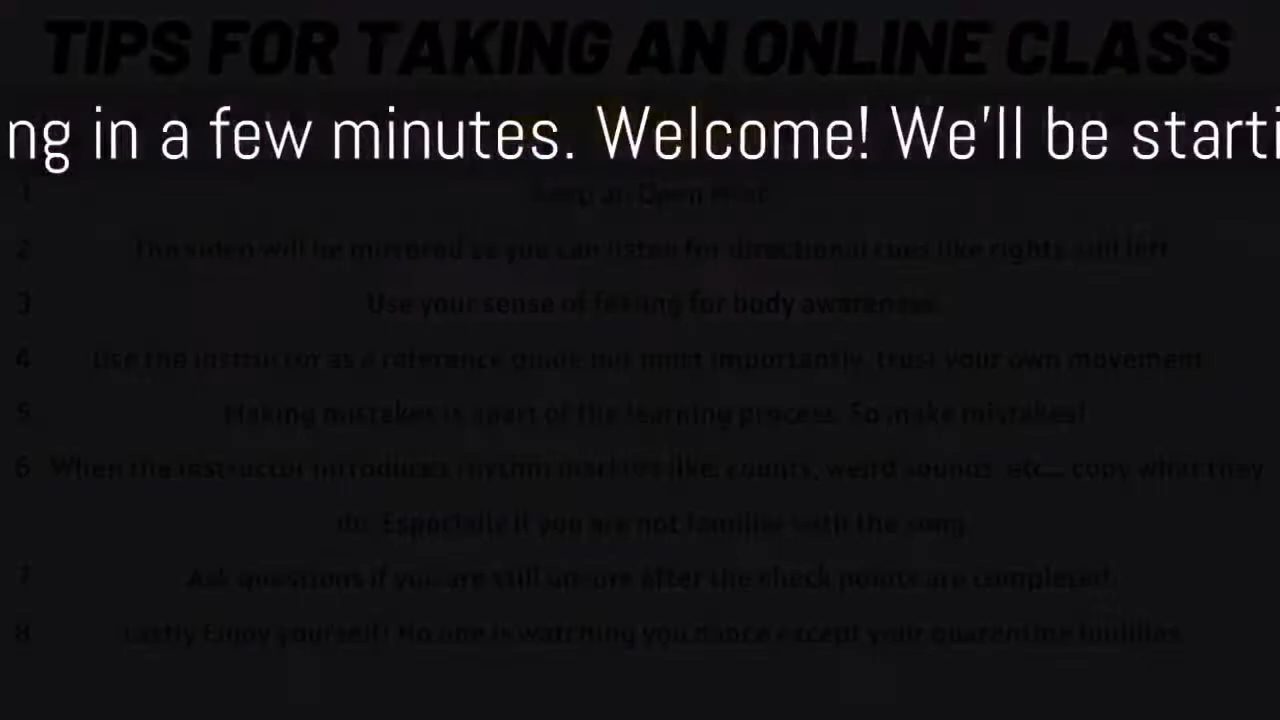 TIPS FOR TAKING AN ONLINE CLASS
ng in a few minutes. Welcome! We'll be starti
1 Keep an Open Mind
2 The video will be mirrored so you can listen for directional cues like rights and left
3 Use your sense of feeling for body awareness.
4 Use the instructor as a reference guide but most importantly, trust your own movement
5 Making mistakes is apart of the learning process. So make mistakes!
6 When the instructor introduces rhythm markers like: counts, weird sounds, etc... copy what they
do. Especially if you are not familiar with the song.
7 Ask questions if you are still unsure after the check points are completed.
8 Lastly Enjoy yourself! No one is watching you dance except your quarantine families